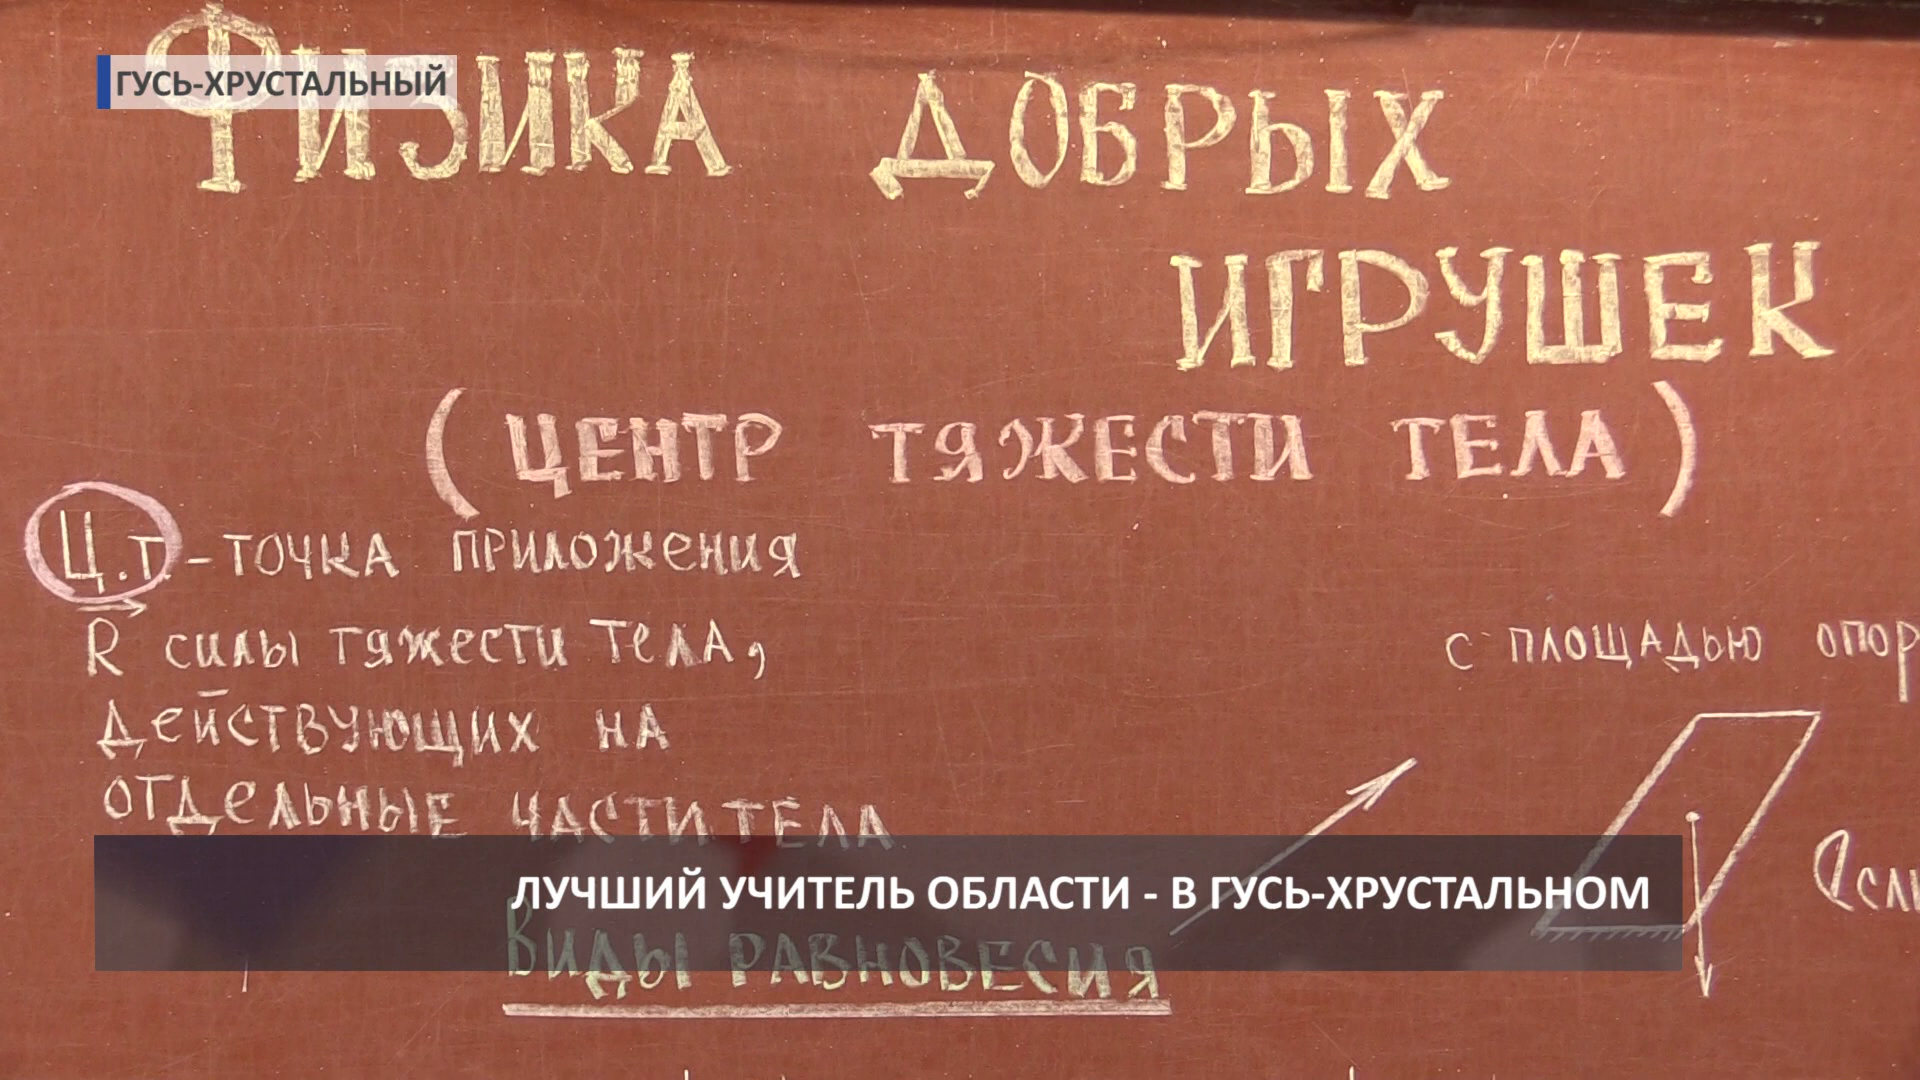 ГУСЬ-ХРУСТАЛЬНЫЙ
ФИЗИКА ДОБРЫХ
ИГРУШЕК
(ЦЕНТР ТЯЖЕСТИ ТЕЛА)
Ц.Т. - ТОЧКА ПРИЛОЖЕНИЯ
R силы тяжести тела,
действующих на
отдельные части тела
с площадью
ЛУЧШИЙ УЧИТЕЛЬ ОБЛАСТИ - В ГУСЬ-ХРУСТАЛЬНОМ
Виды равновесия